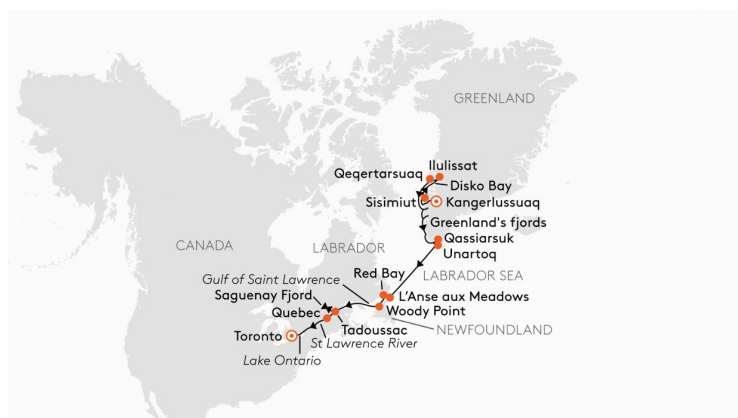 GREENLAND
Ilulissat
Qeqertarsuaq
Disko Bay
Sisimiut
Kangerlussuaq
Greenland's fjords
Qassiarsuk
CANADA
LABRADOR
Unartoq
Red Bay
LABRADOR SEA
Gulf of Saint Lawrence
Saguenay Fjord
L'Anse aux Meadows
Quebec
Woody Point
Tadoussac
NEWFOUNDLAND
Toronto
St Lawrence River
Lake Ontario